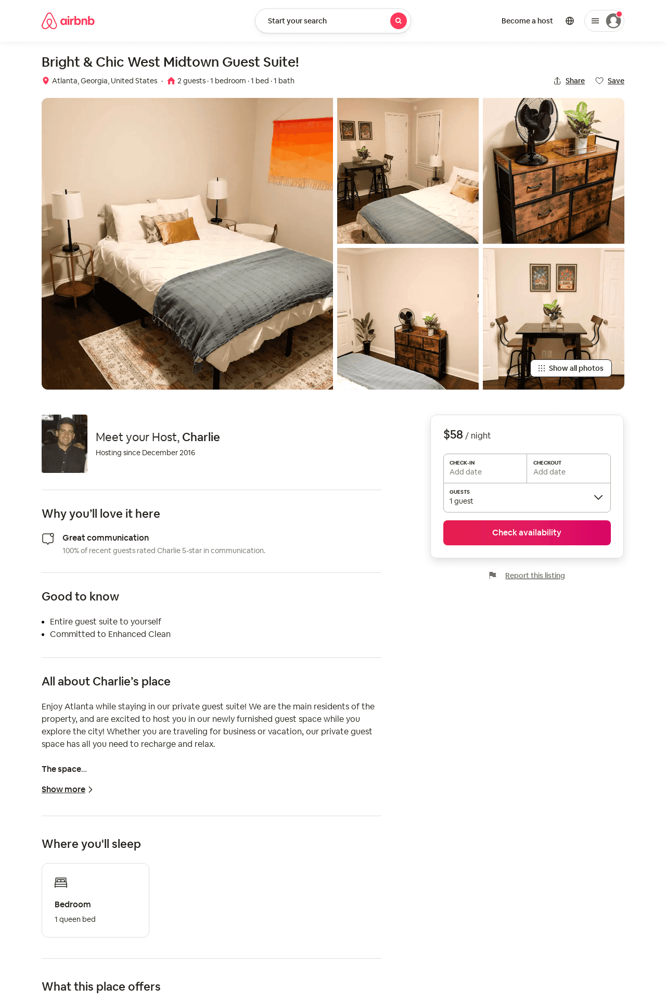 airbnb
Start your search
Become a host
Bright & Chic West Midtown Guest Suite!
Atlanta, Georgia, United States · 2 guests · 1 bedroom · 1 bed · 1 bath
Share
Save
Show all photos
Meet your Host, Charlie
Hosting since December 2016
$58 / night
CHECK-IN
Add date
CHECKOUT
Add date
GUESTS
1 guest
Check availability
Report this listing
Why you’ll love it here
Great communication
100% of recent guests rated Charlie 5-star in communication.
Good to know
• Entire guest suite to yourself
• Committed to Enhanced Clean
All about Charlie’s place
Enjoy Atlanta while staying in our private guest suite! We are the main residents of the
property, and are excited to host you in our newly furnished guest space while you
explore the city! Whether you are traveling for business or vacation, our private guest
space has all you need to recharge and relax.
The space...
Show more
Where you'll sleep
Bedroom
1 queen bed
What this place offers